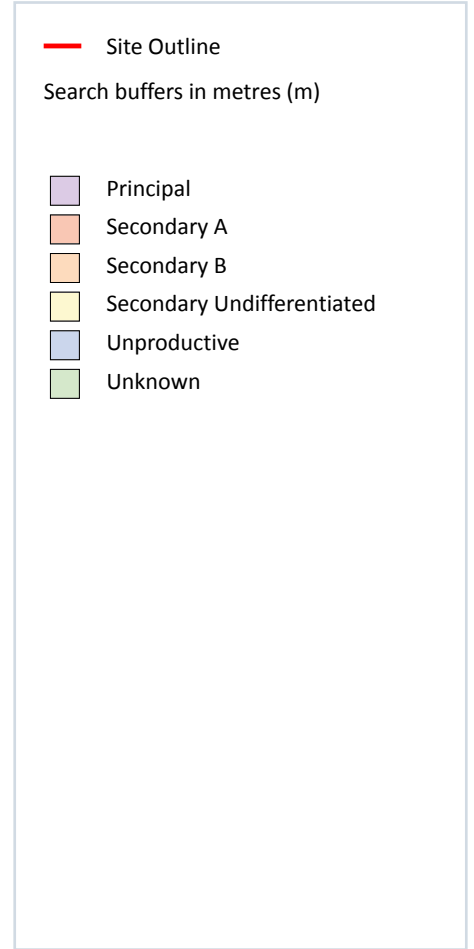 Site Outline
Search buffers in metres (m)
Principal
Secondary A
Secondary B
Secondary Undifferentiated
Unproductive
Unknown